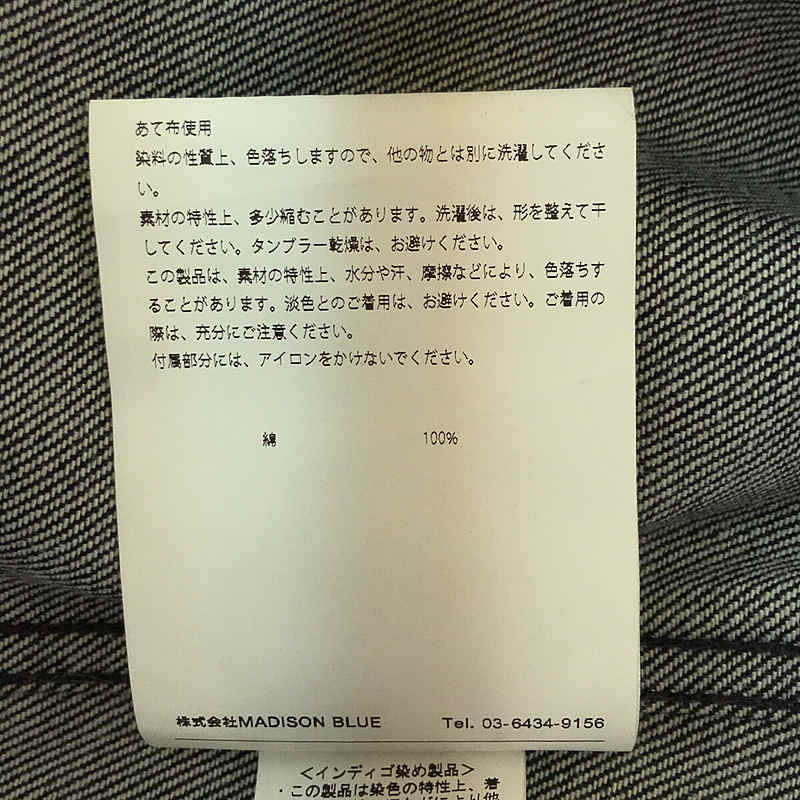 あて布使用
染料の性質上、色落ちしますので、他の物とは別に洗濯してくださ
い。
素材の特性上、多少縮むことがあります。洗濯後は、形を整えて干
してください。タンブラー乾燥は、お避けください。
この製品は、素材の特性上、水分や汗、摩擦などにより、色落ちす
ることがあります。淡色とのご着用は、お避けください。ご着用の
際は、充分にご注意ください。
付属部分には、アイロンをかけないでください。
綿 100%
株式会社MADISON BLUE Tel. 03-6434-9156
＜インディゴ染め製品＞
・この製品は染色の特性上、着